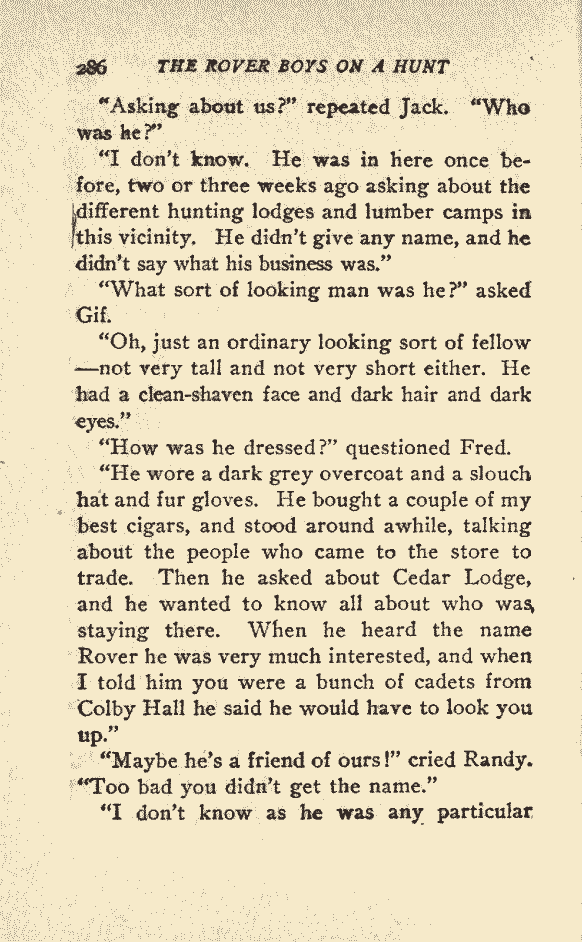 286 THE ROVER BOYS ON A HUNT
“Asking about us?” repeated Jack. “Who
was he?”
“I don’t know. He was in here once be-
fore, two or three weeks ago asking about the
different hunting lodges and lumber camps in
this vicinity. He didn’t give any name, and he
didn’t say what his business was.”
“What sort of looking man was he?” asked
Gif.
“Oh, just an ordinary looking sort of fellow
—not very tall and not very short either. He
had a clean-shaven face and dark hair and dark
eyes.”
“How was he dressed?” questioned Fred.
“He wore a dark grey overcoat and a slouch
hat and fur gloves. He bought a couple of my
best cigars, and stood around awhile, talking
about the people who came to the store to
trade. Then he asked about Cedar Lodge,
and he wanted to know all about who was,
staying there. When he heard the name
Rover he was very much interested, and when
I told him you were a bunch of cadets from
Colby Hall he said he would have to look you
up.”
“Maybe he’s a friend of ours!” cried Randy.
“Too bad you didn’t get the name.”
“I don’t know as he was any particular